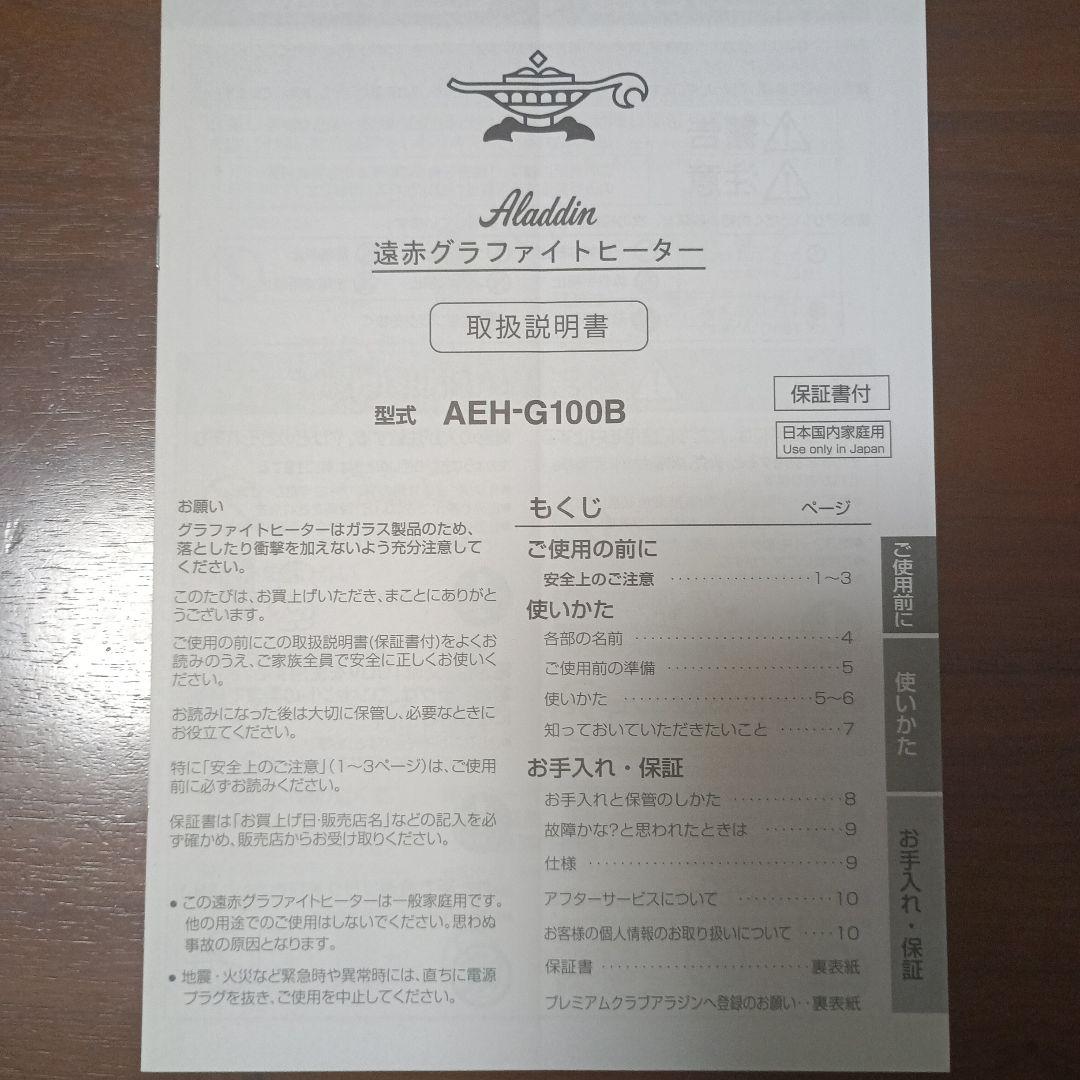 Aladdin
遠赤グラファイトヒーター
取扱説明書
型式 AEH-G100B
保証書付
日本国内家庭用
Use only in Japan
お願い
グラファイトヒーターはガラス製品のため、
落としたり衝撃を加えないよう充分注意して
ください。
このたびは、お買上げいただき、まことにありがと
うございます。
ご使用の前にこの取扱説明書(保証書付)をよくお
読みのうえ、ご家族全員で安全に正しくお使いく
ださい。
お読みになった後は大切に保管し、必要なときに
お役立てください。
特に「安全上のご注意」(1〜3ページ)は、ご使用
前に必ずお読みください。
保証書は「お買上げ日・販売店名」などの記入を必
ず確かめ、販売店からお受け取りください。
● この遠赤グラファイトヒーターは一般家庭用です。
他の用途でのご使用はしないでください。思わぬ
事故の原因となります。
● 地震・火災など緊急時や異常時には、直ちに電源
プラグを抜き、ご使用を中止してください。
もくじ ページ
ご使用の前に
安全上のご注意 ··················1〜3
使いかた
各部の名前 ··························4
ご使用前の準備 ······················5
使いかた ························5〜6
知っておいていただきたいこと ········7
お手入れ・保証
お手入れと保管のしかた ··············8
故障かな?と思われたときは ··········9
仕様 ································9
アフターサービスについて ············10
お客様の個人情報のお取り扱いについて ····10
保証書 ··························裏表紙
プレミアムクラブアラジンへ登録のお願い··裏表紙
ご使用前に
使いかた
お手入れ・保証